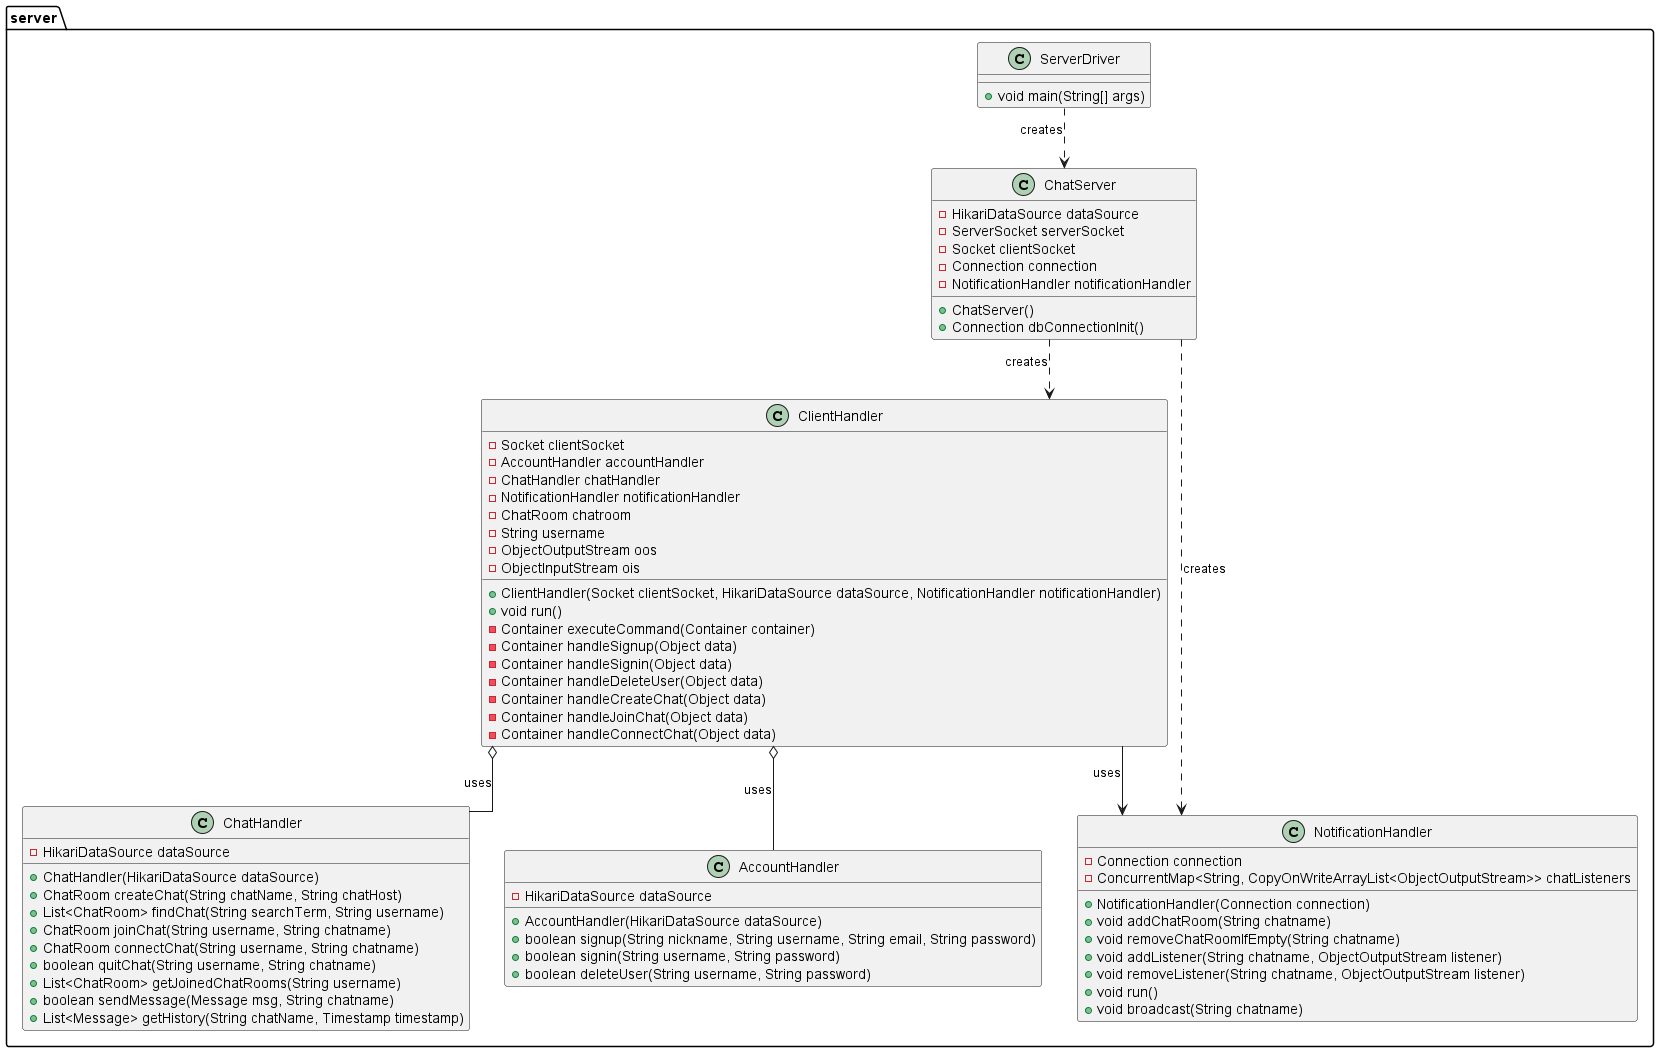 server
C ServerDriver
void main(String[] args)
creates
C ChatServer
HikariDataSource dataSource
ServerSocket serverSocket
Socket clientSocket
Connection connection
NotificationHandler notificationHandler
ChatServer()
Connection dbConnectionInit()
creates
creates
C ClientHandler
Socket clientSocket
AccountHandler accountHandler
ChatHandler chatHandler
NotificationHandler notificationHandler
ChatRoom chatroom
String username
ObjectOutputStream oos
ObjectInputStream ois
ClientHandler(Socket clientSocket, HikariDataSource dataSource, NotificationHandler notificationHandler)
void run()
Container executeCommand(Container container)
Container handleSignup(Object data)
Container handleSignin(Object data)
Container handleDeleteUser(Object data)
Container handleCreateChat(Object data)
Container handleJoinChat(Object data)
Container handleConnectChat(Object data)
uses
uses
uses
C ChatHandler
HikariDataSource dataSource
ChatHandler(HikariDataSource dataSource)
ChatRoom createChat(String chatName, String chatHost)
List<ChatRoom> findChat(String searchTerm, String username)
ChatRoom joinChat(String username, String chatname)
ChatRoom connectChat(String username, String chatname)
boolean quitChat(String username, String chatname)
List<ChatRoom> getJoinedChatRooms(String username)
boolean sendMessage(Message msg, String chatname)
List<Message> getHistory(String chatName, Timestamp timestamp)
C AccountHandler
HikariDataSource dataSource
AccountHandler(HikariDataSource dataSource)
boolean signup(String nickname, String username, String email, String password)
boolean signin(String username, String password)
boolean deleteUser(String username, String password)
C NotificationHandler
Connection connection
ConcurrentMap<String, CopyOnWriteArrayList<ObjectOutputStream>> chatListeners
NotificationHandler(Connection connection)
void addChatRoom(String chatname)
void removeChatRoomIfEmpty(String chatname)
void addListener(String chatname, ObjectOutputStream listener)
void removeListener(String chatname, ObjectOutputStream listener)
void run()
void broadcast(String chatname)